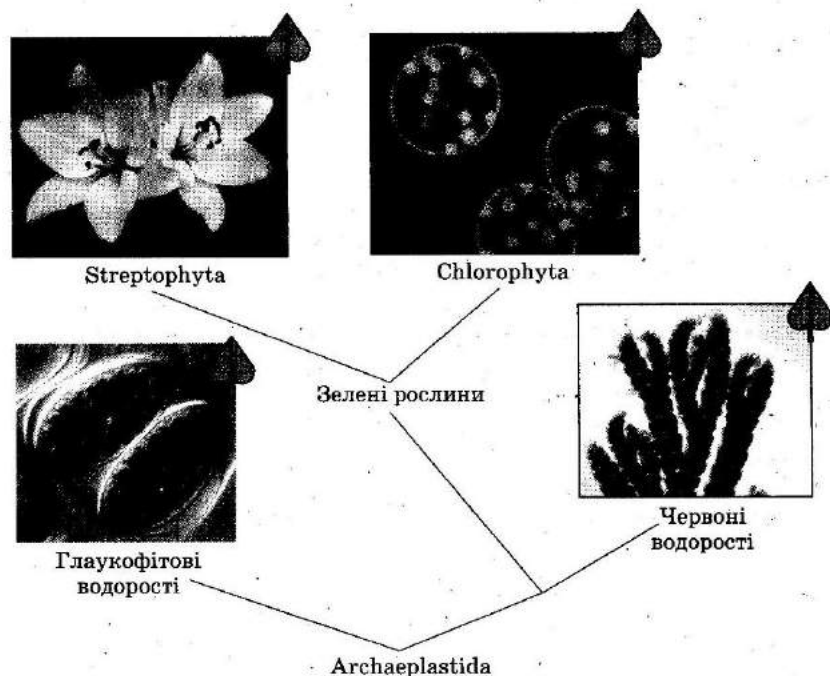 Streptophyta
Chlorophyta
Зелені рослини
Глаукофітові
водорості
Червоні
водорості
Archaeplastida